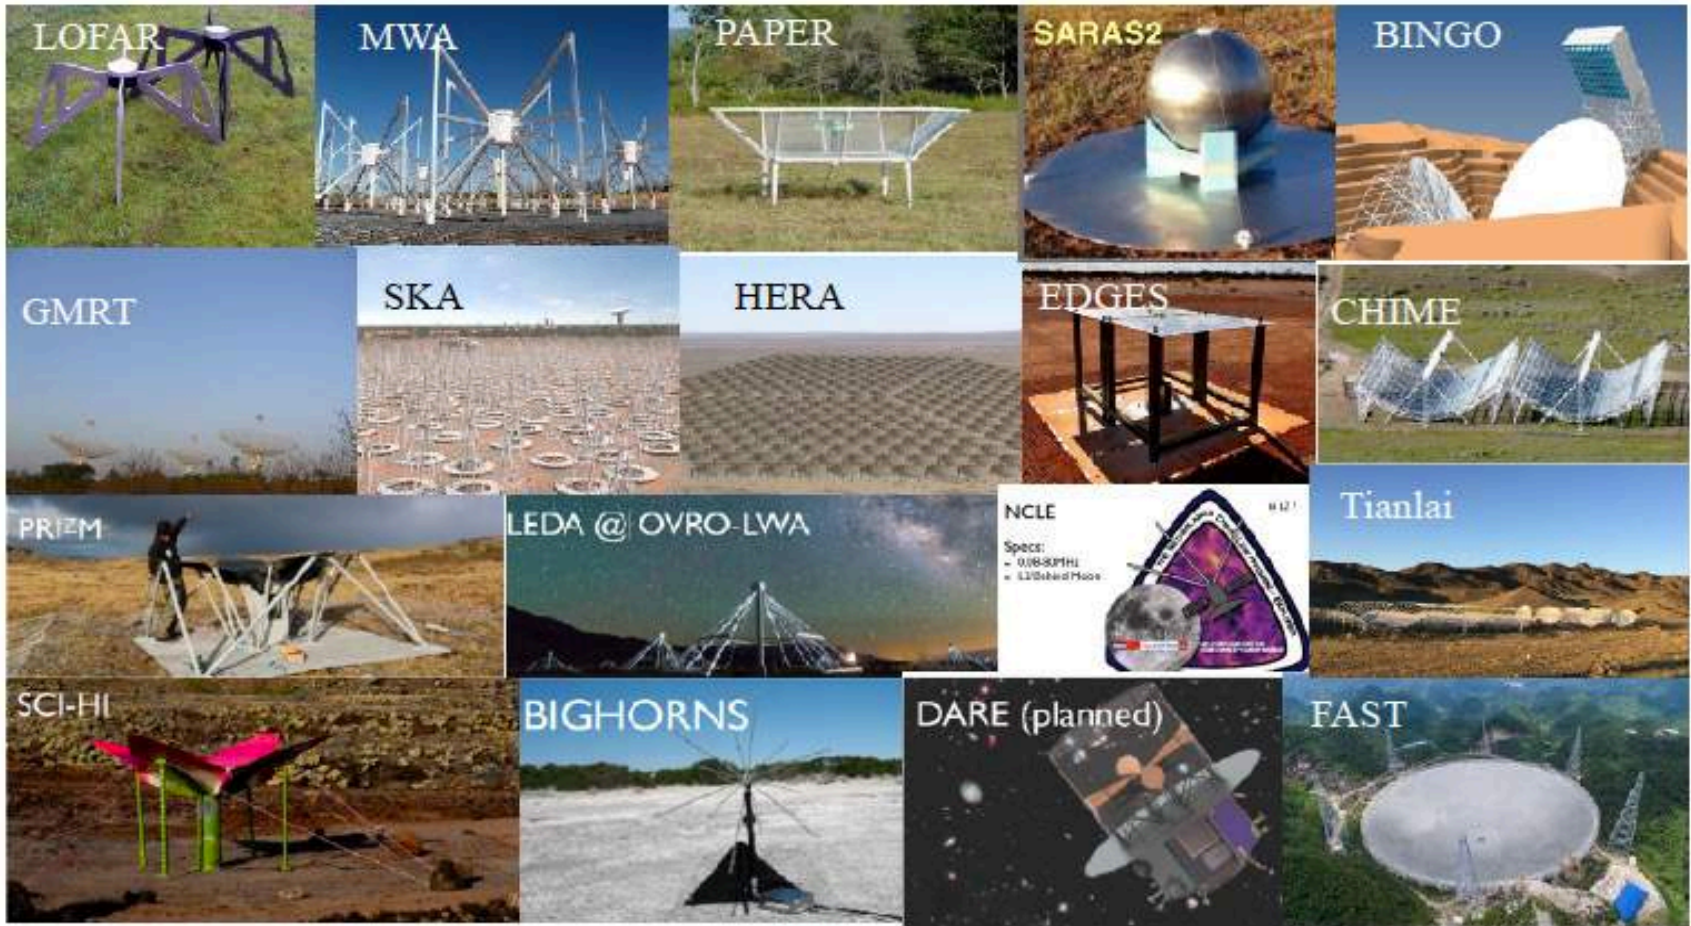 LOFAR
MWA
PAPER
SARAS2
BINGO
GMRT
SKA
HERA
EDGES
CHIME
PRIZM
LEDA @ OVRO-LWA
NCLE
Specs:
Tianlai
SCI-HI
BIGHORNS
DARE (planned)
FAST